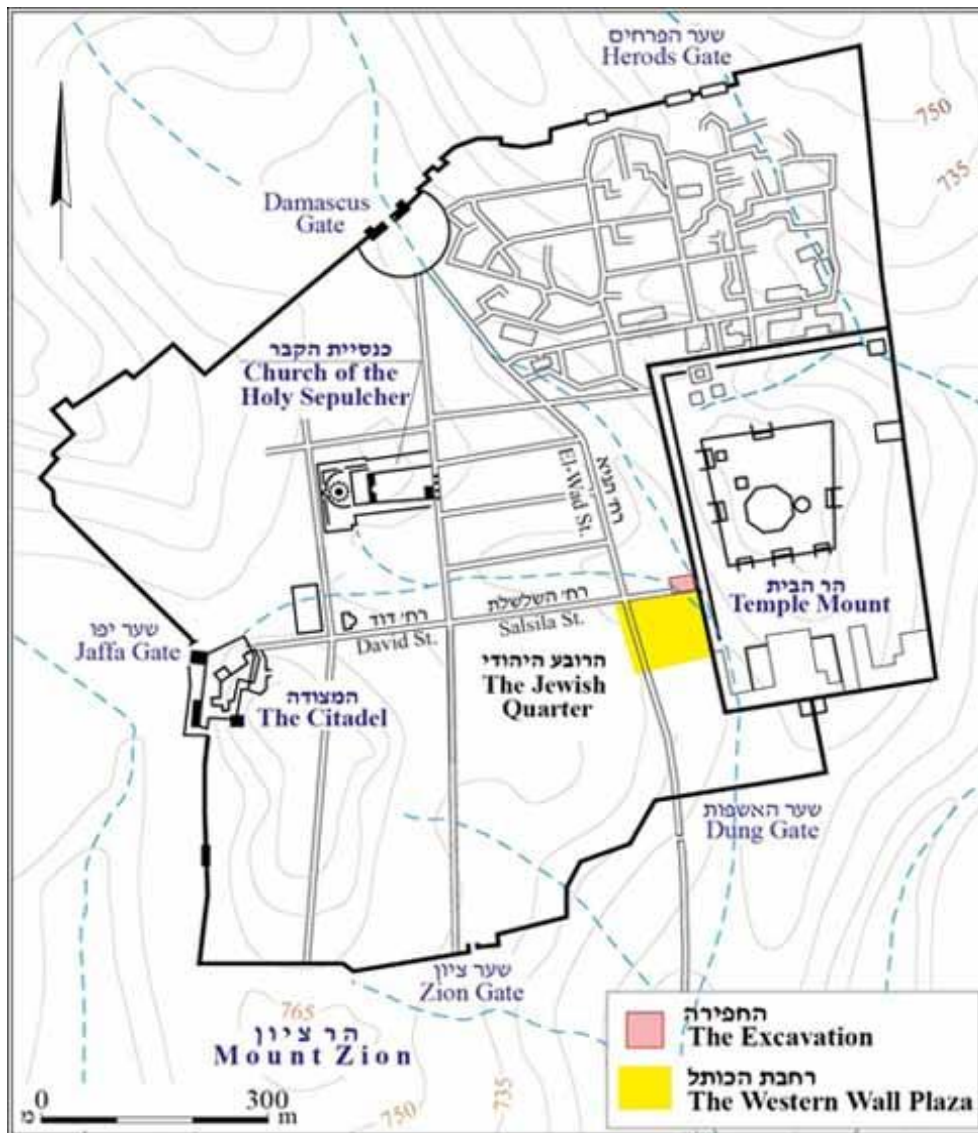 שער הפרחים
Herods Gate
750
735
Damascus
Gate
כנסיית הקבר
Church of the
Holy Sepulcher
רח' הגיא
El-Wad St.
הר הבית
Temple Mount
שער יפו
Jaffa Gate
רח' דוד
David St.
רח' השלשלת
Salsila St.
המצודה
The Citadel
הרובע היהודי
The Jewish
Quarter
שער האשפות
Dung Gate
שער ציון
Zion Gate
765
הר ציון
Mount Zion
750
735
0 300
מ m
החפירה
The Excavation
רחבת הכותל
The Western Wall Plaza